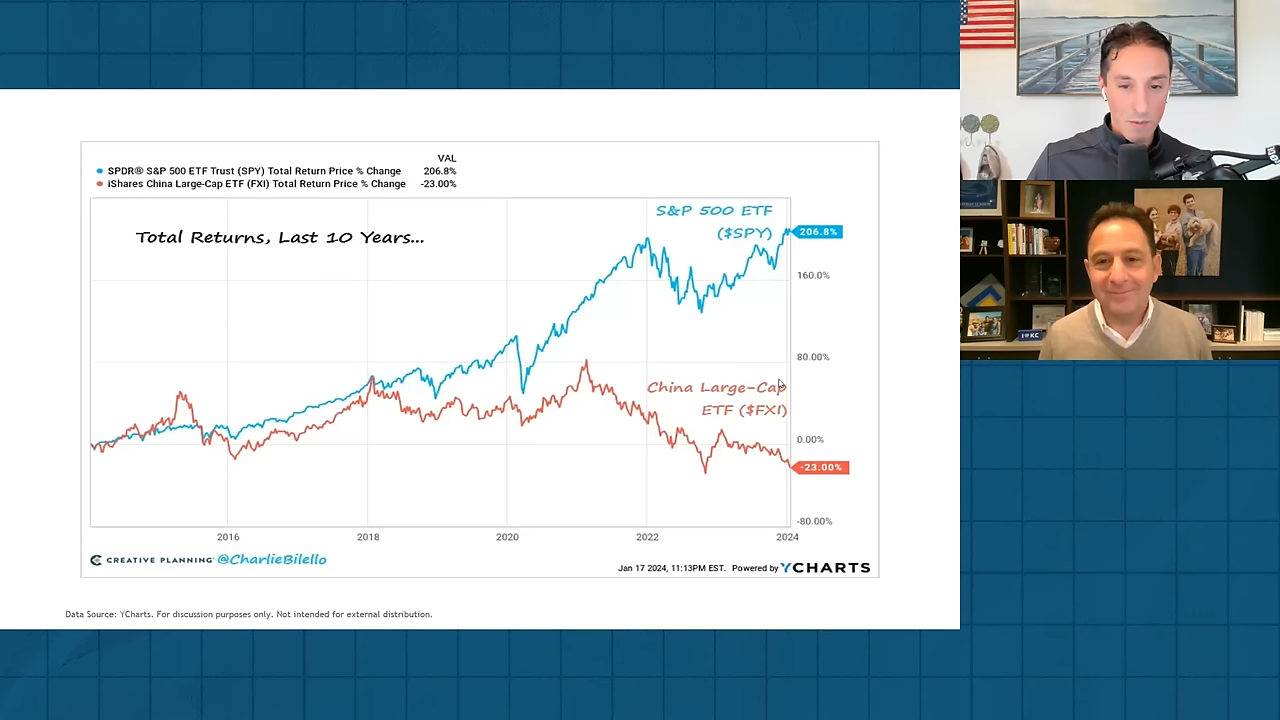 VAL
SPDR® S&P 500 ETF Trust (SPY) Total Return Price % Change 206.8%
iShares China Large-Cap ETF (FXI) Total Return Price % Change -23.00%
Total Returns, Last 10 Years...
S&P 500 ETF
($SPY)
206.8%
160.0%
80.00%
China Large-Cap
ETF ($FXI)
0.00%
-23.00%
-80.00%
2016 2018 2020 2022 2024
CREATIVE PLANNING @CharlieBilello
Jan 17 2024, 11:13PM EST. Powered by YCHARTS
Data Source: YCharts. For discussion purposes only. Not intended for external distribution.
I ♥ KC